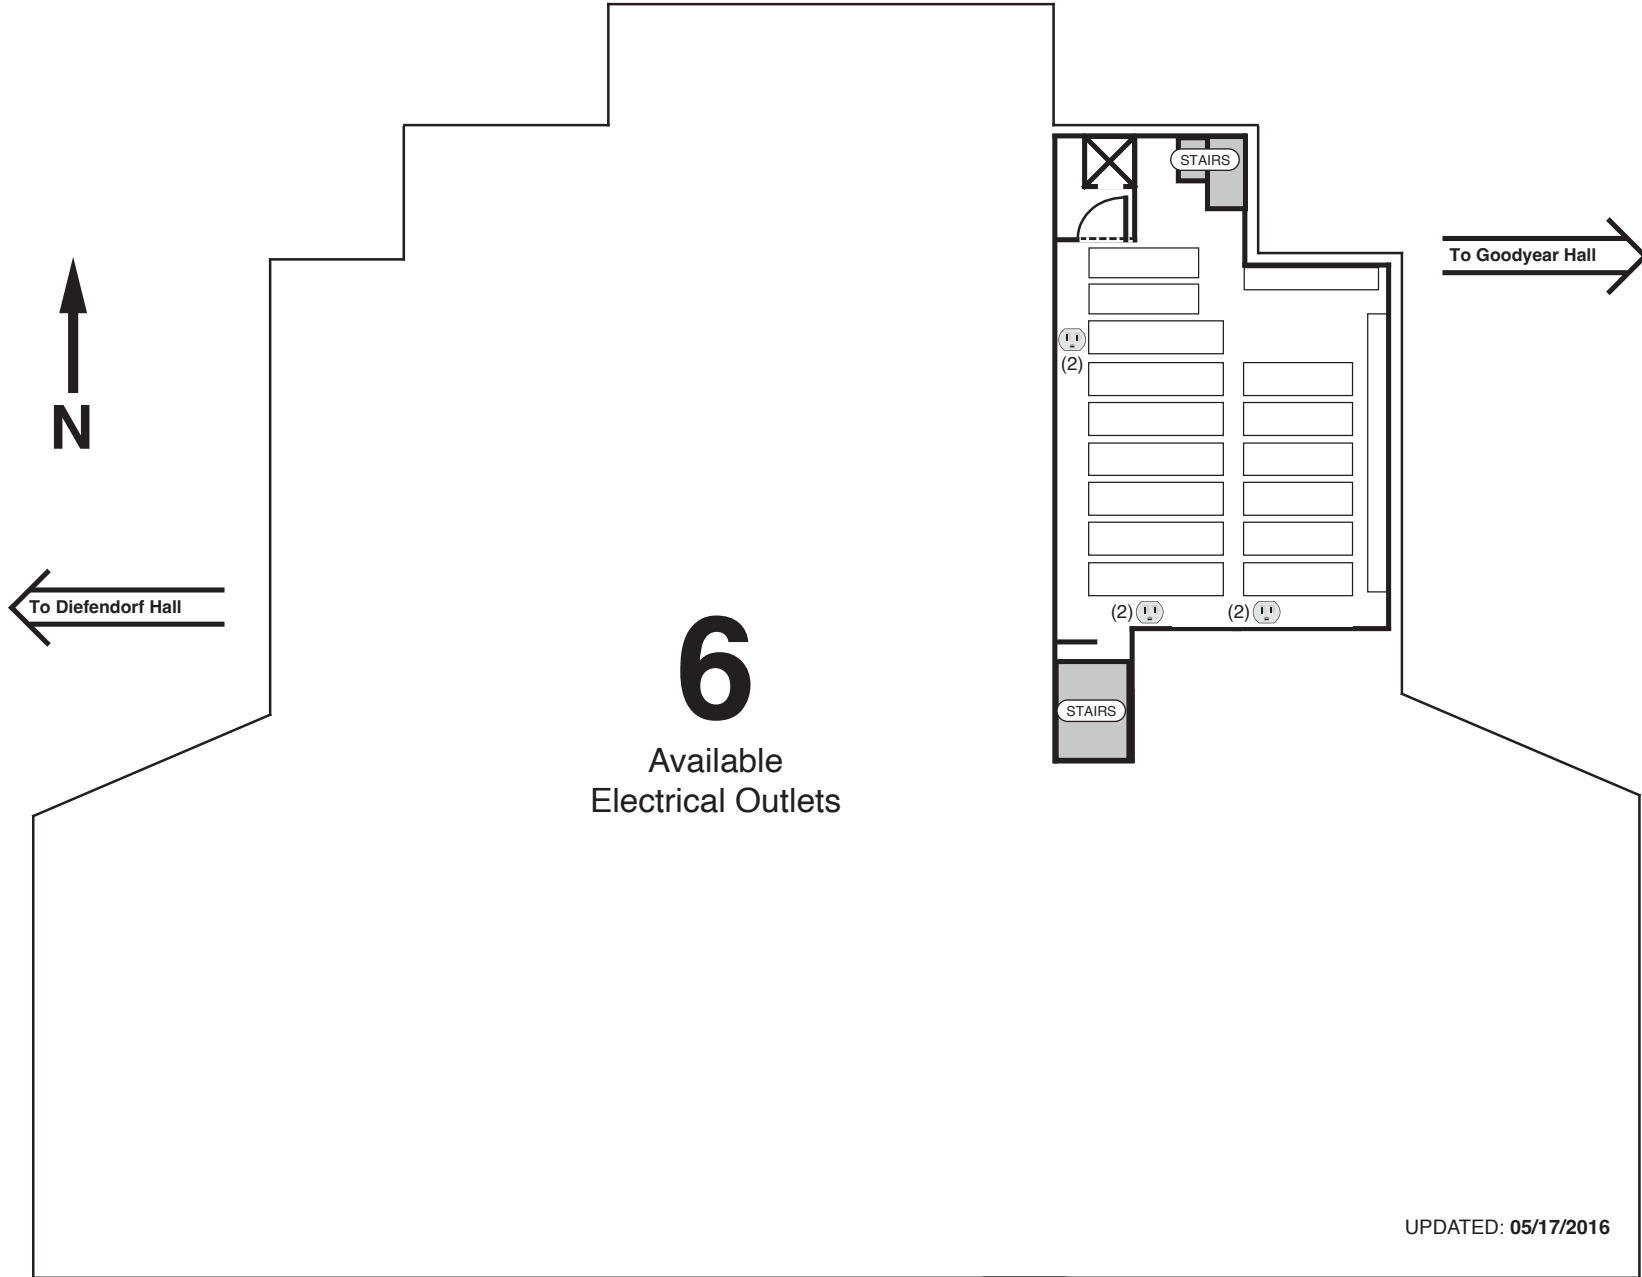 STAIRS
To Goodyear Hall
(2)
N
To Diefendorf Hall
(2)
(2)
6
STAIRS
Available
Electrical Outlets
UPDATED: 05/17/2016